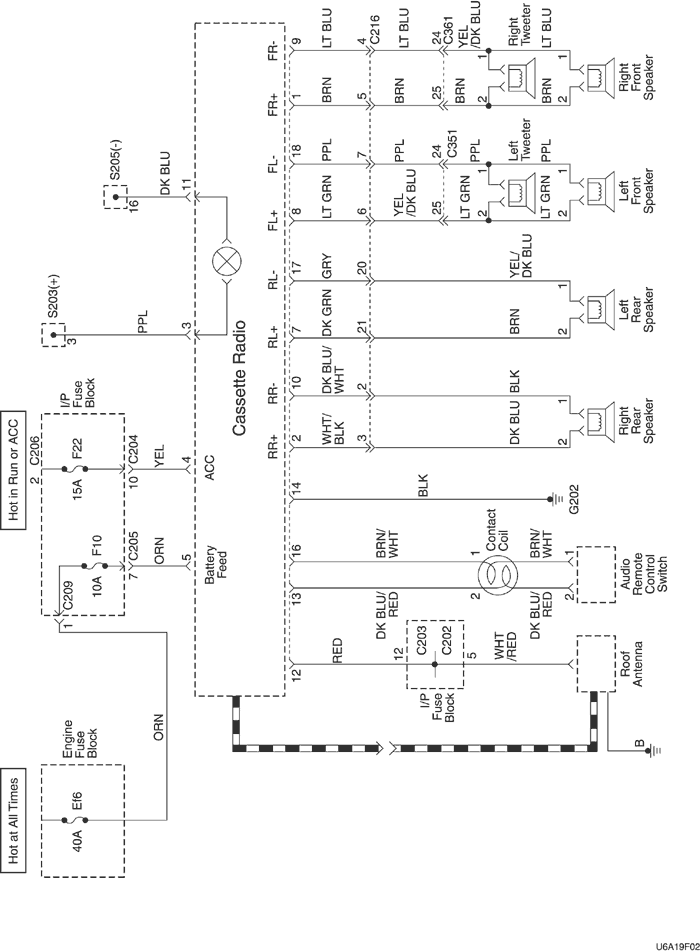 Hot at All Times
Hot in Run or ACC
Engine
Fuse
Block
Ef6
40A
ORN
I/P
Fuse
Block
2
C206
F22
15A
F10
10A
C209
1
10
C204
7
C205
YEL
ORN
S203(+)
3
PPL
S205(-)
16
DK BLU
5
4
3
11
Battery
Feed
ACC
Cassette Radio
RR+
RR-
RL+
RL-
FL+
FL-
FR+
FR-
12
13
16
14
2
10
7
17
8
18
1
9
RED
DK BLU/
RED
BRN/
WHT
WHT/
BLK
DK BLU/
WHT
DK GRN
GRY
LT GRN
PPL
BRN
LT BLU
3
2
21
20
6
7
5
4
C216
12
C203
C202
5
I/P
Fuse
Block
BLK
YEL
/DK BLU
PPL
BRN
LT BLU
25
24
C351
25
24
C361
WHT
/RED
2
1
Contact
Coil
DK BLU/
RED
BRN/
WHT
G202
DK BLU
BLK
BRN
YEL/
DK BLU
LT GRN
2
1
Left
Tweeter
LT GRN
PPL
BRN
YEL
/DK BLU
2
1
Right
Tweeter
BRN
LT BLU
2
1
2
1
2
1
2
1
2
1
Roof
Antenna
B
Audio
Remote
Control
Switch
Right
Rear
Speaker
Left
Rear
Speaker
Left
Front
Speaker
Right
Front
Speaker
U6A19F02